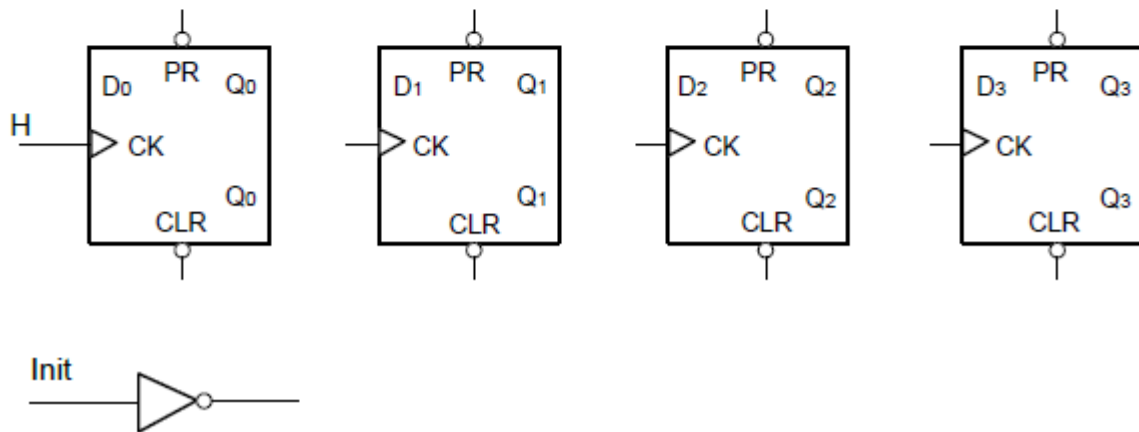 PR PR PR PR
D0 Q0 D1 Q1 D2 Q2 D3 Q3
H CK CK CK CK
Q0 Q1 Q2 Q3
CLR CLR CLR CLR
Init